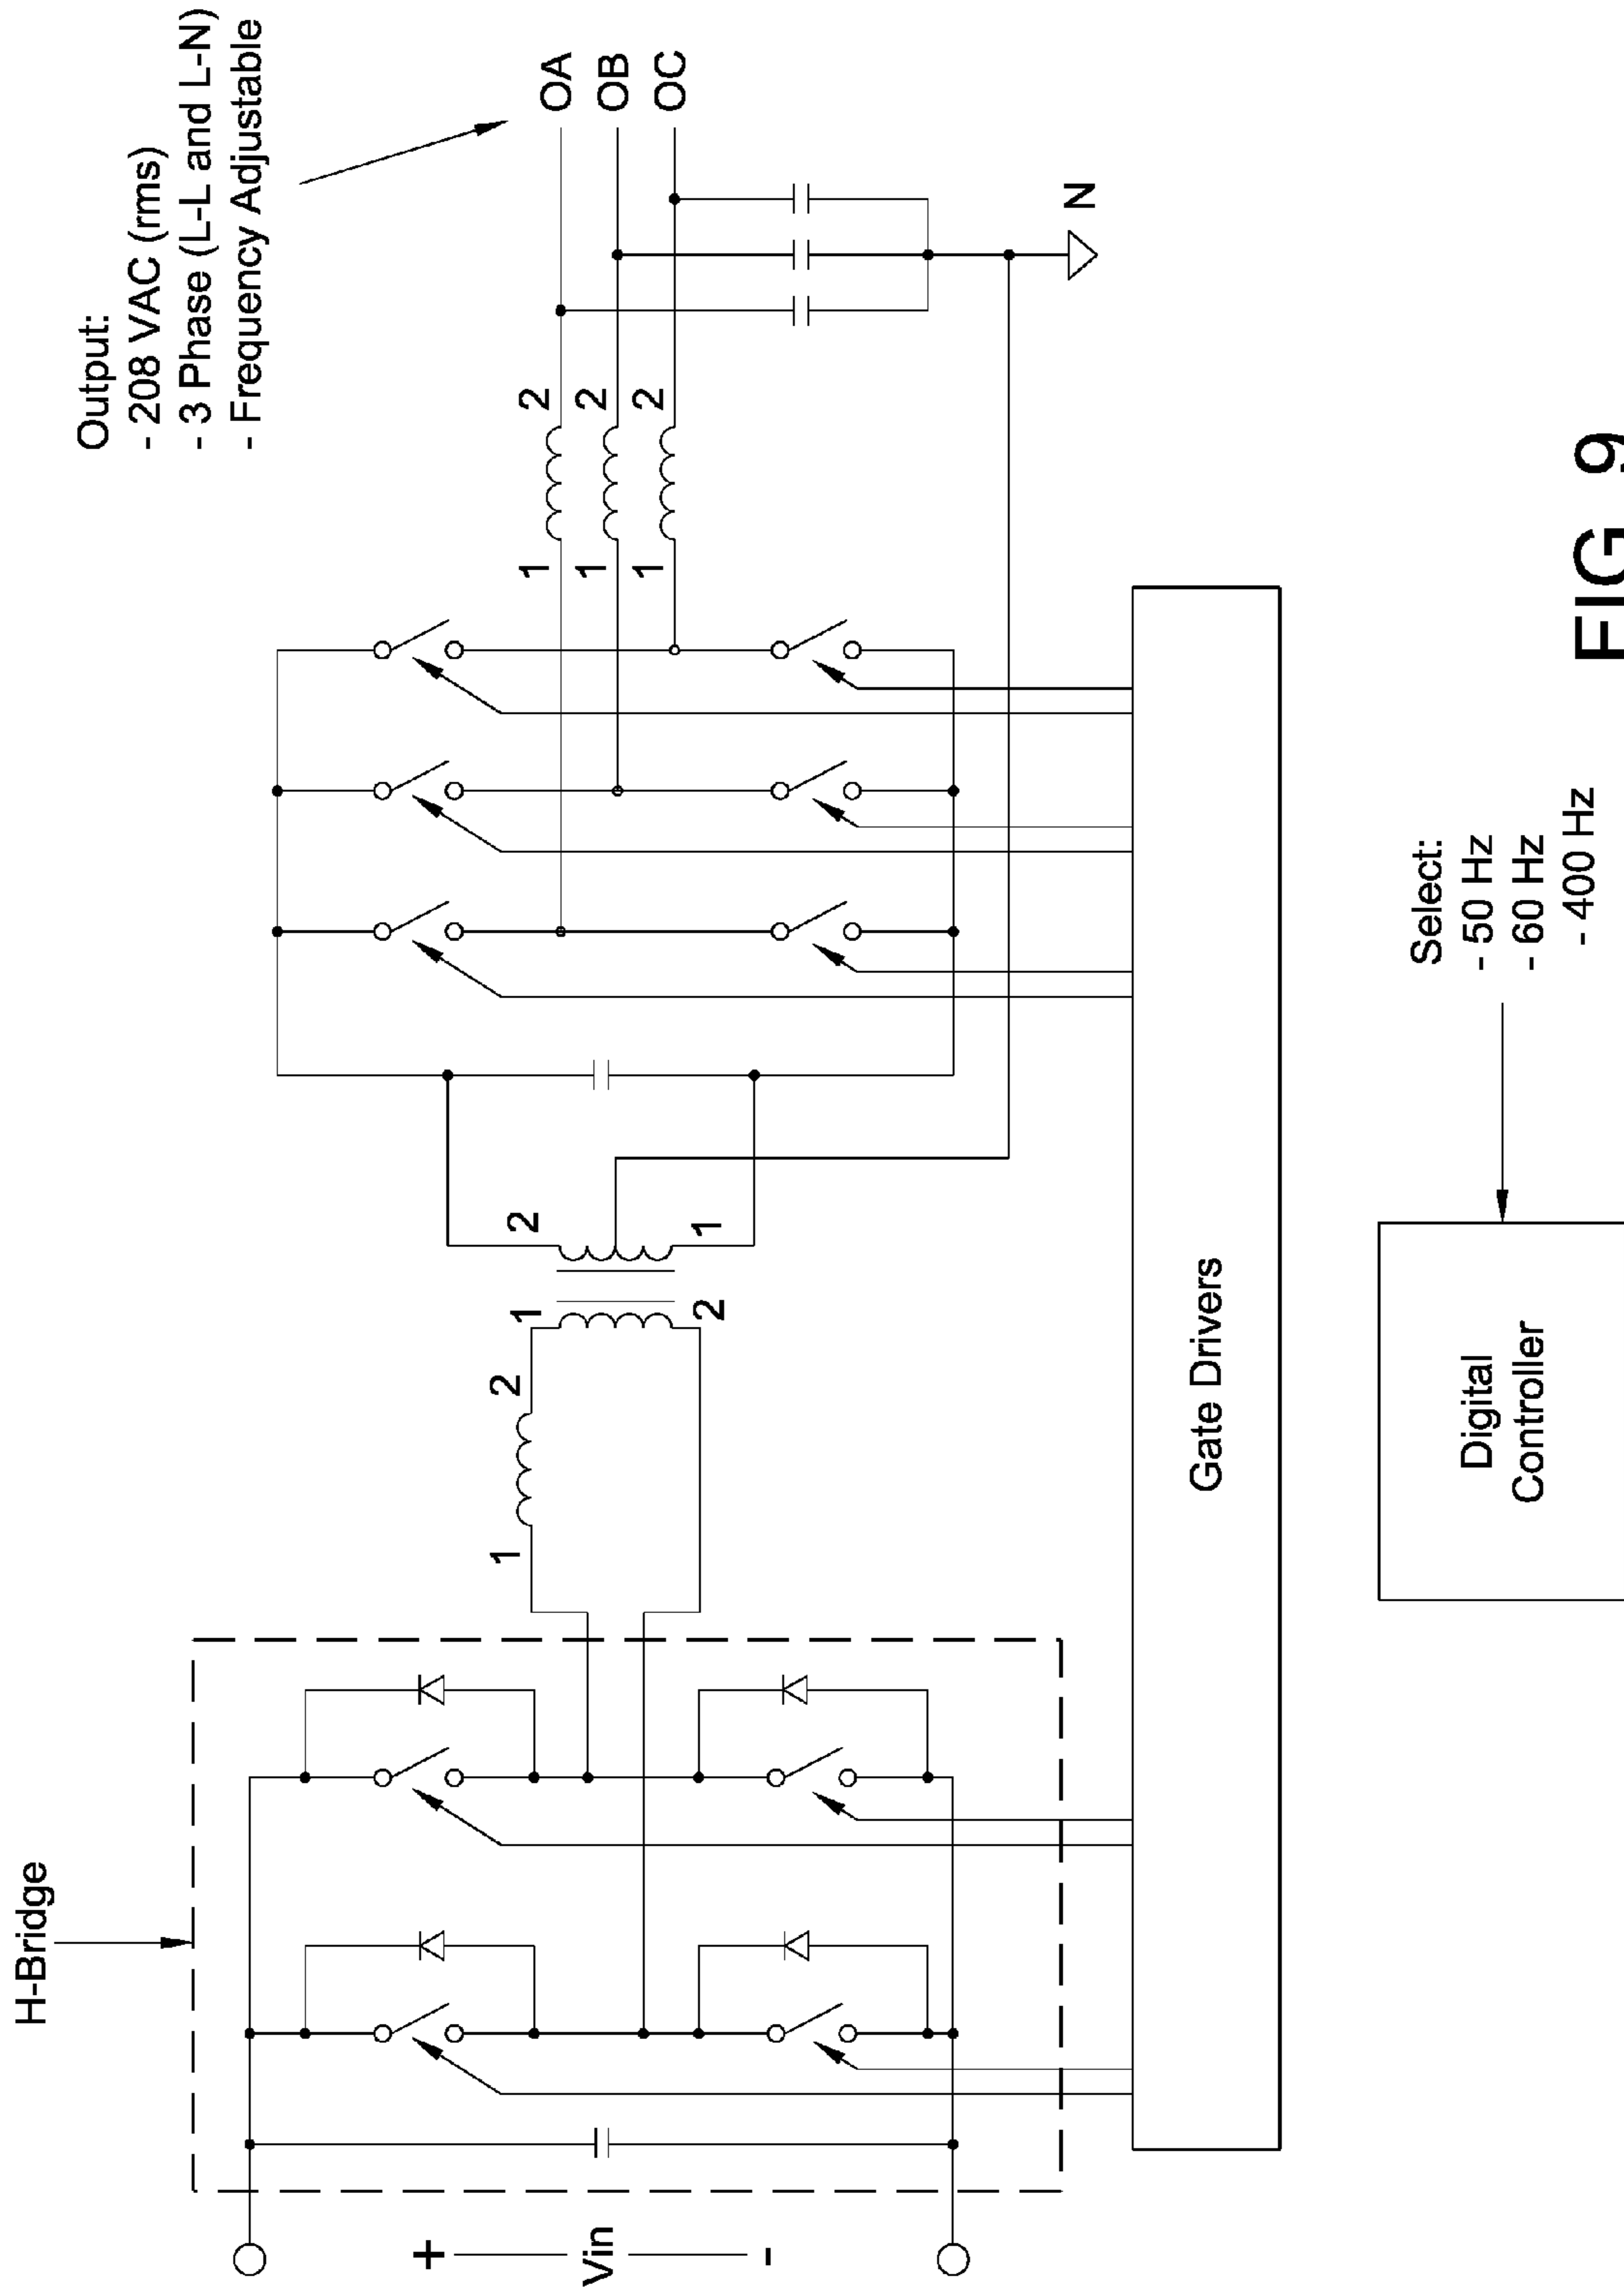 H-Bridge
Output:
- 208 VAC (rms)
- 3 Phase (L-L and L-N)
- Frequency Adjustable
+
Vin
-
1
2
1
2
2
1
1
2
1
2
1
2
OA
OB
OC
N
Gate Drivers
Digital
Controller
Select:
- 50 Hz
- 60 Hz
- 400 Hz
FIG 9